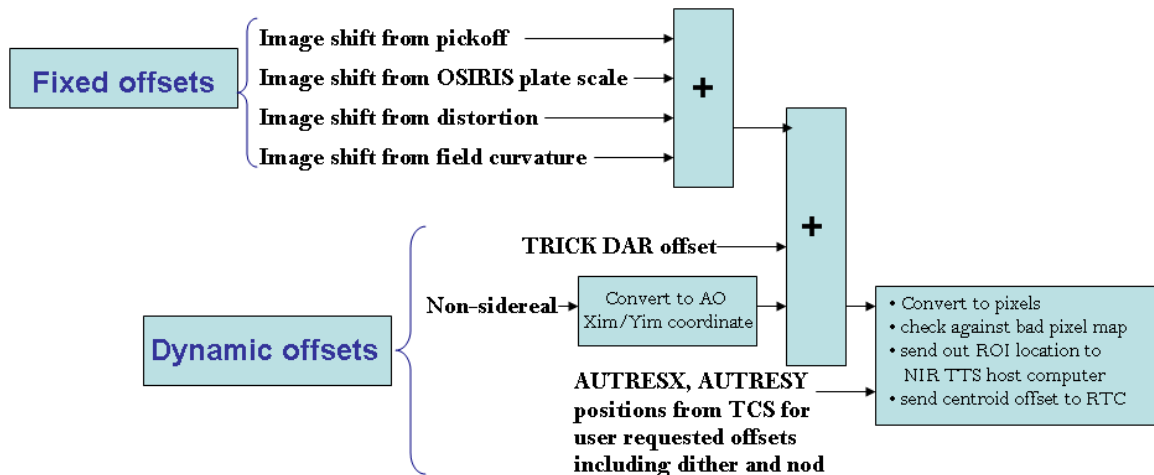 Fixed offsets
Image shift from pickoff
Image shift from OSIRIS plate scale
Image shift from distortion
Image shift from field curvature
+
+
Dynamic offsets
TRICK DAR offset
Non-sidereal
Convert to AO
Xim/Yim coordinate
AUTRESX, AUTRESY
positions from TCS for
user requested offsets
including dither and nod
• Convert to pixels
• check against bad pixel map
• send out ROI location to
NIR TTS host computer
• send centroid offset to RTC